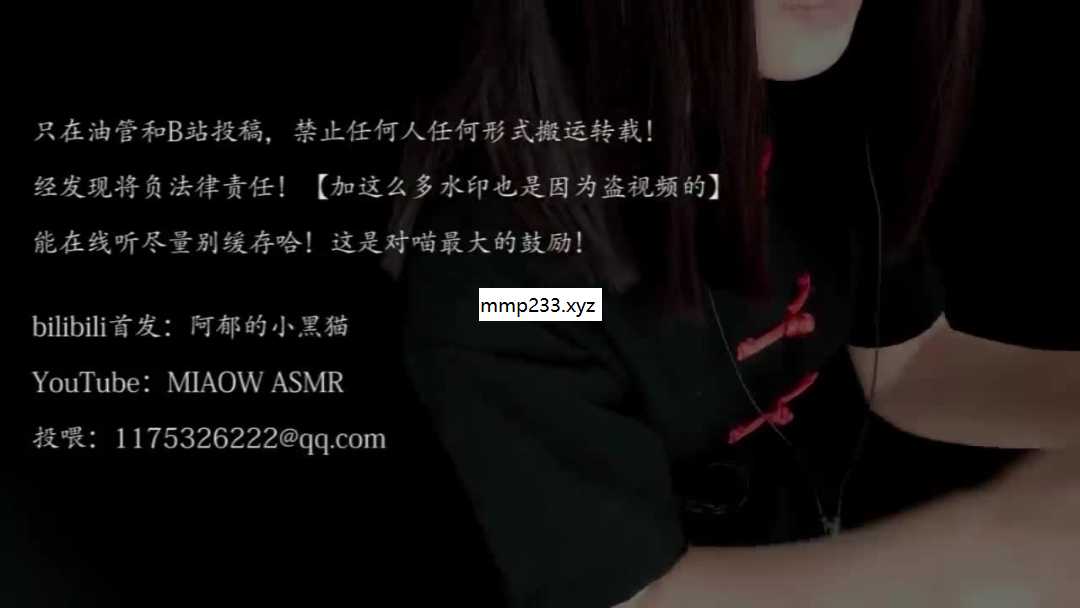 只在油管和B站投稿，禁止任何人任何形式搬运转载！
经发现将负法律责任！【加这么多水印也是因为盗视频的】
能在线听尽量别缓存哈！这是对喵最大的鼓励！
mmp233.xyz
bilibili首发：阿郁的小黑猫
YouTube：MIAOW ASMR
投喂：1175326222@qq.com